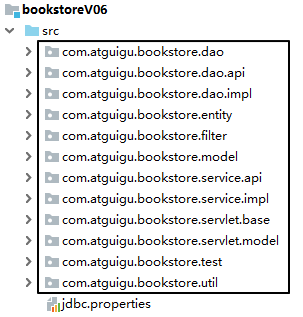 bookstoreV06
src
com.atguigu.bookstore.dao
com.atguigu.bookstore.dao.api
com.atguigu.bookstore.dao.impl
com.atguigu.bookstore.entity
com.atguigu.bookstore.filter
com.atguigu.bookstore.model
com.atguigu.bookstore.service.api
com.atguigu.bookstore.service.impl
com.atguigu.bookstore.servlet.base
com.atguigu.bookstore.servlet.model
com.atguigu.bookstore.test
com.atguigu.bookstore.util
jdbc.properties